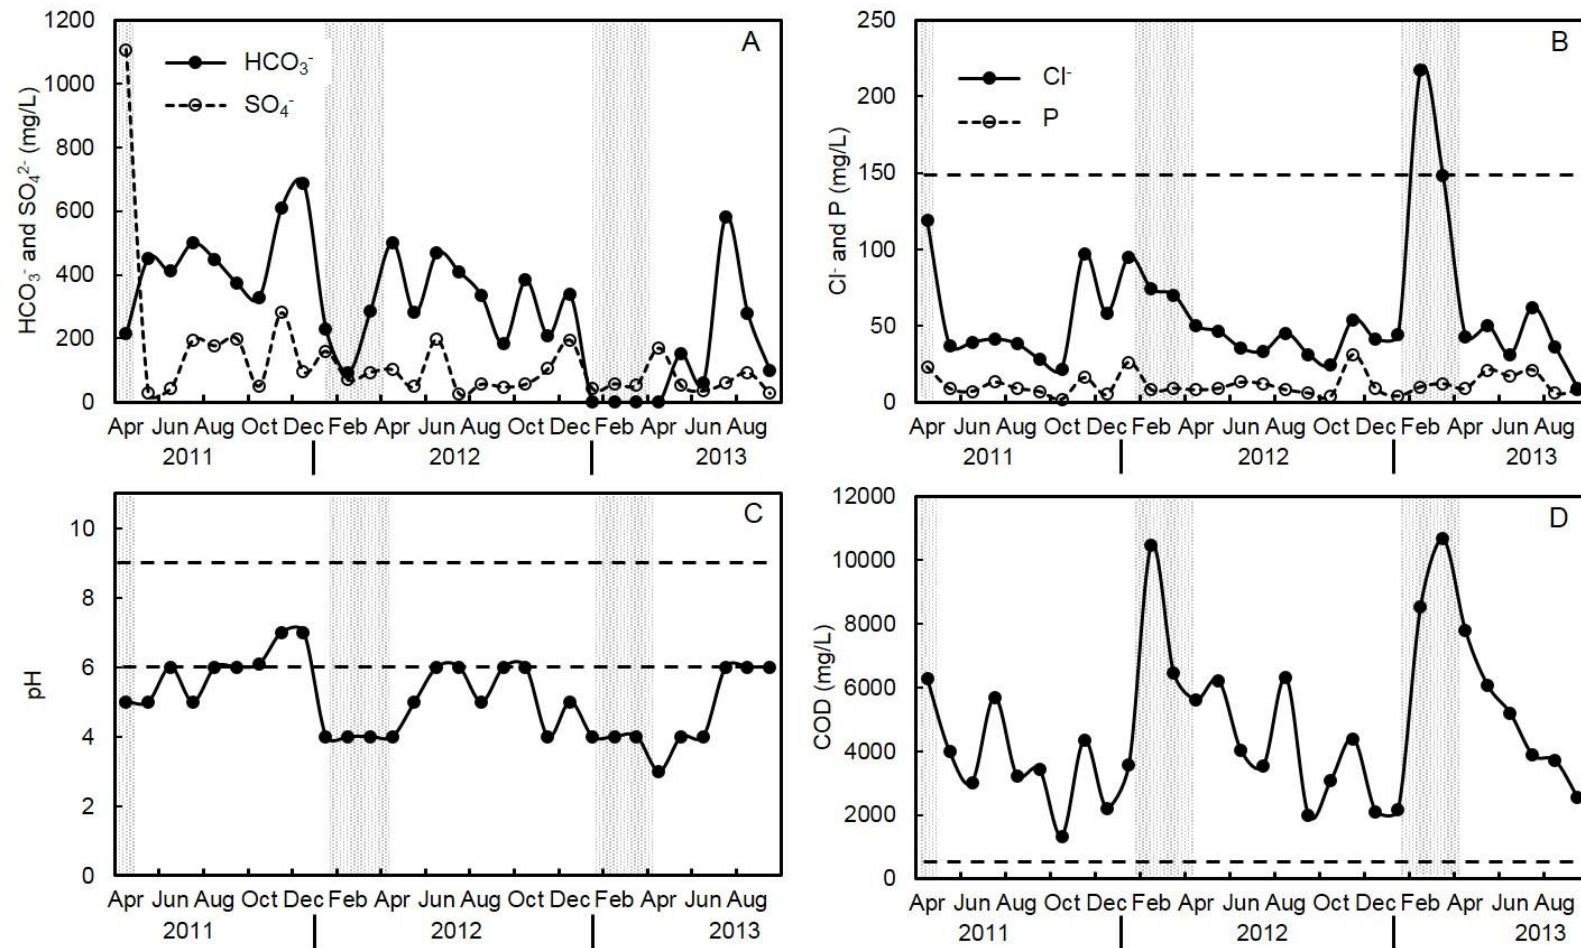 1200
1000
800
600
400
200
0
HCO₃⁻ and SO₄²⁻ (mg/L)
A
HCO₃⁻
SO₄⁻
Apr Jun Aug Oct Dec Feb Apr Jun Aug Oct Dec Feb Apr Jun Aug
2011 2012 2013
250
200
150
100
50
0
Cl⁻ and P (mg/L)
B
Cl⁻
P
Apr Jun Aug Oct Dec Feb Apr Jun Aug Oct Dec Feb Apr Jun Aug
2011 2012 2013
10
8
6
4
2
0
pH
C
Apr Jun Aug Oct Dec Feb Apr Jun Aug Oct Dec Feb Apr Jun Aug
2011 2012 2013
12000
10000
8000
6000
4000
2000
0
COD (mg/L)
D
Apr Jun Aug Oct Dec Feb Apr Jun Aug Oct Dec Feb Apr Jun Aug
2011 2012 2013